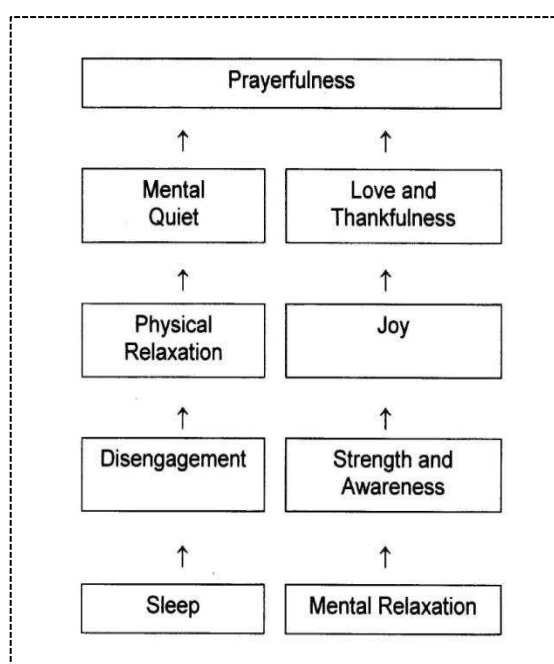 Prayerfulness
↑ ↑
Mental
Quiet
Love and
Thankfulness
↑ ↑
Physical
Relaxation
Joy
↑ ↑
Disengagement
Strength and
Awareness
↑ ↑
Sleep
Mental Relaxation